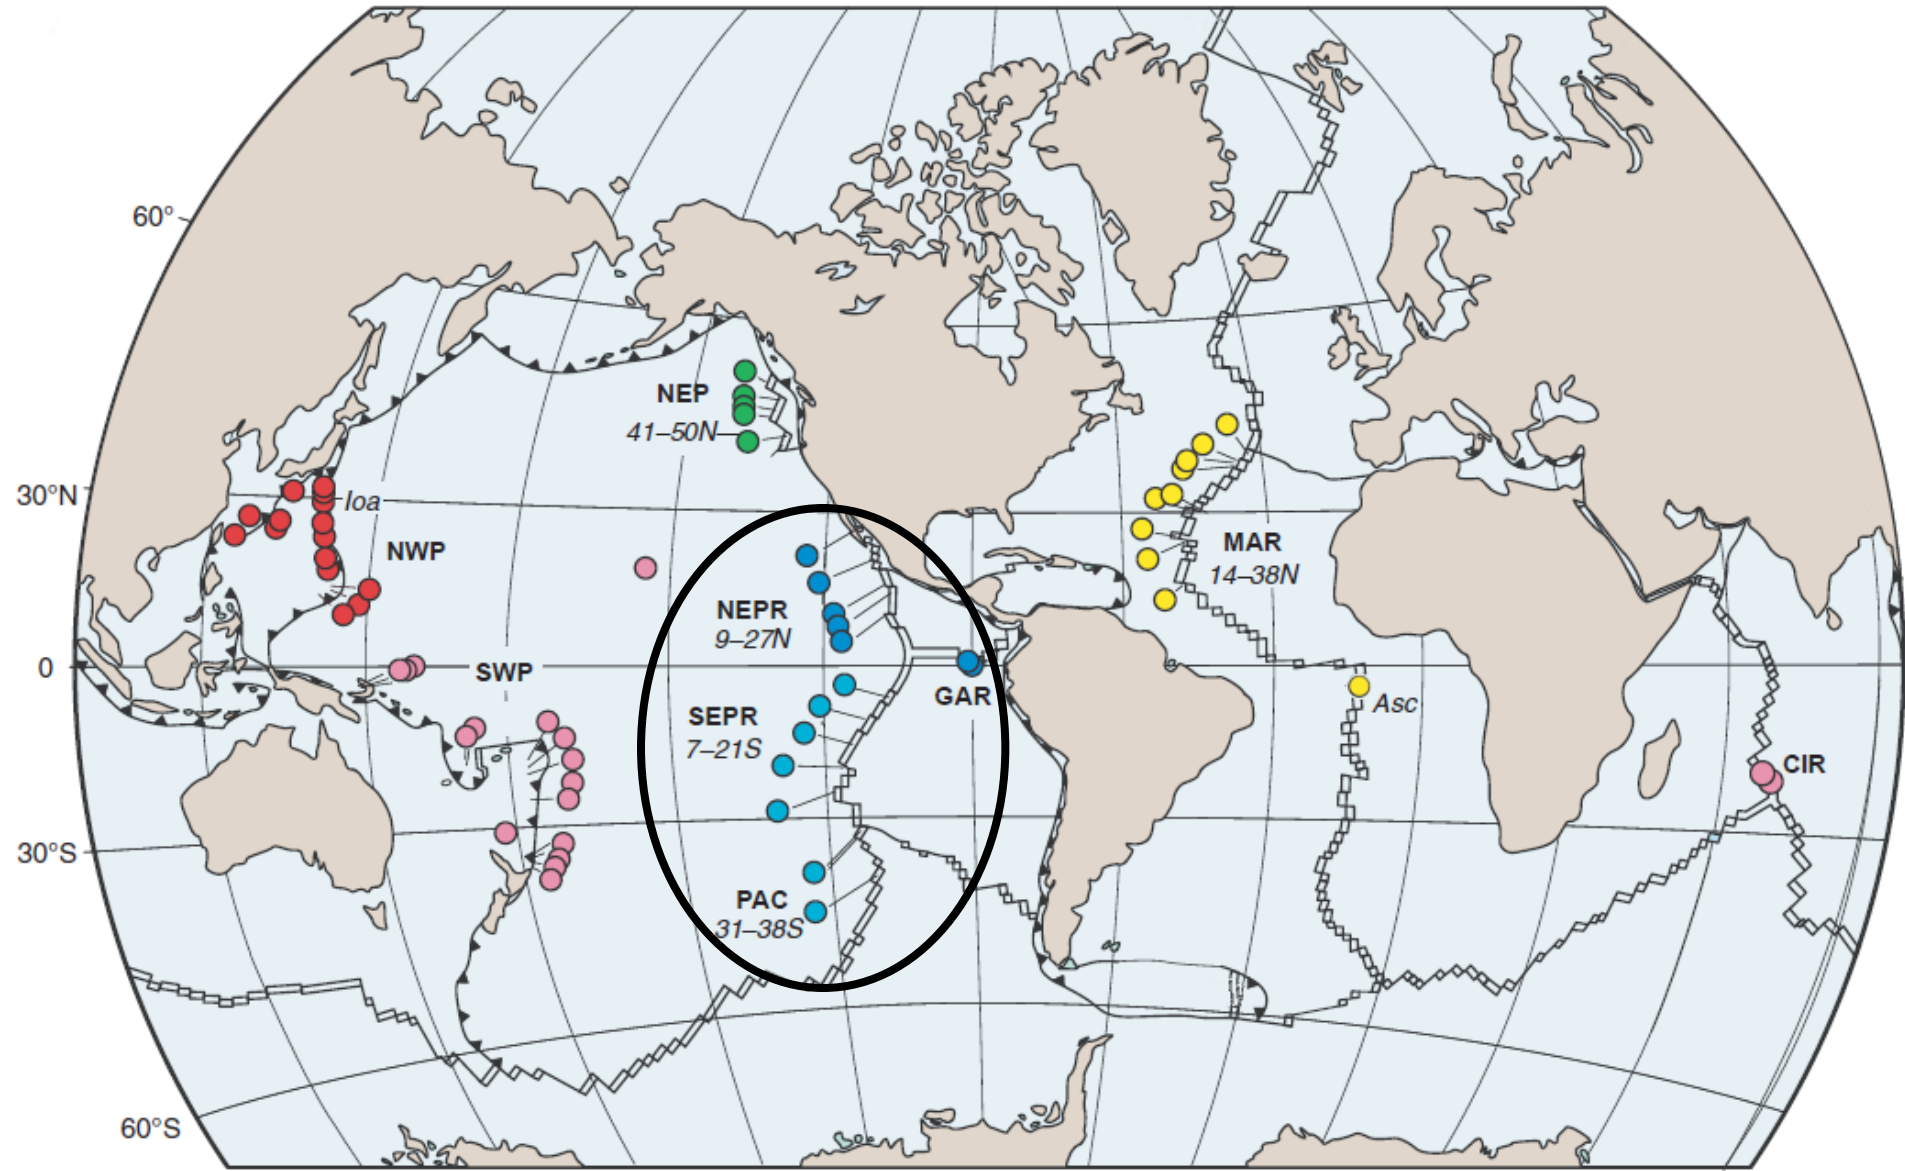 60°
NEP
41–50N
30°N
Ioa
NWP
MAR
14–38N
NEPR
9–27N
0
SWP
GAR
SEPR
7–21S
Asc
CIR
30°S
PAC
31–38S
60°S